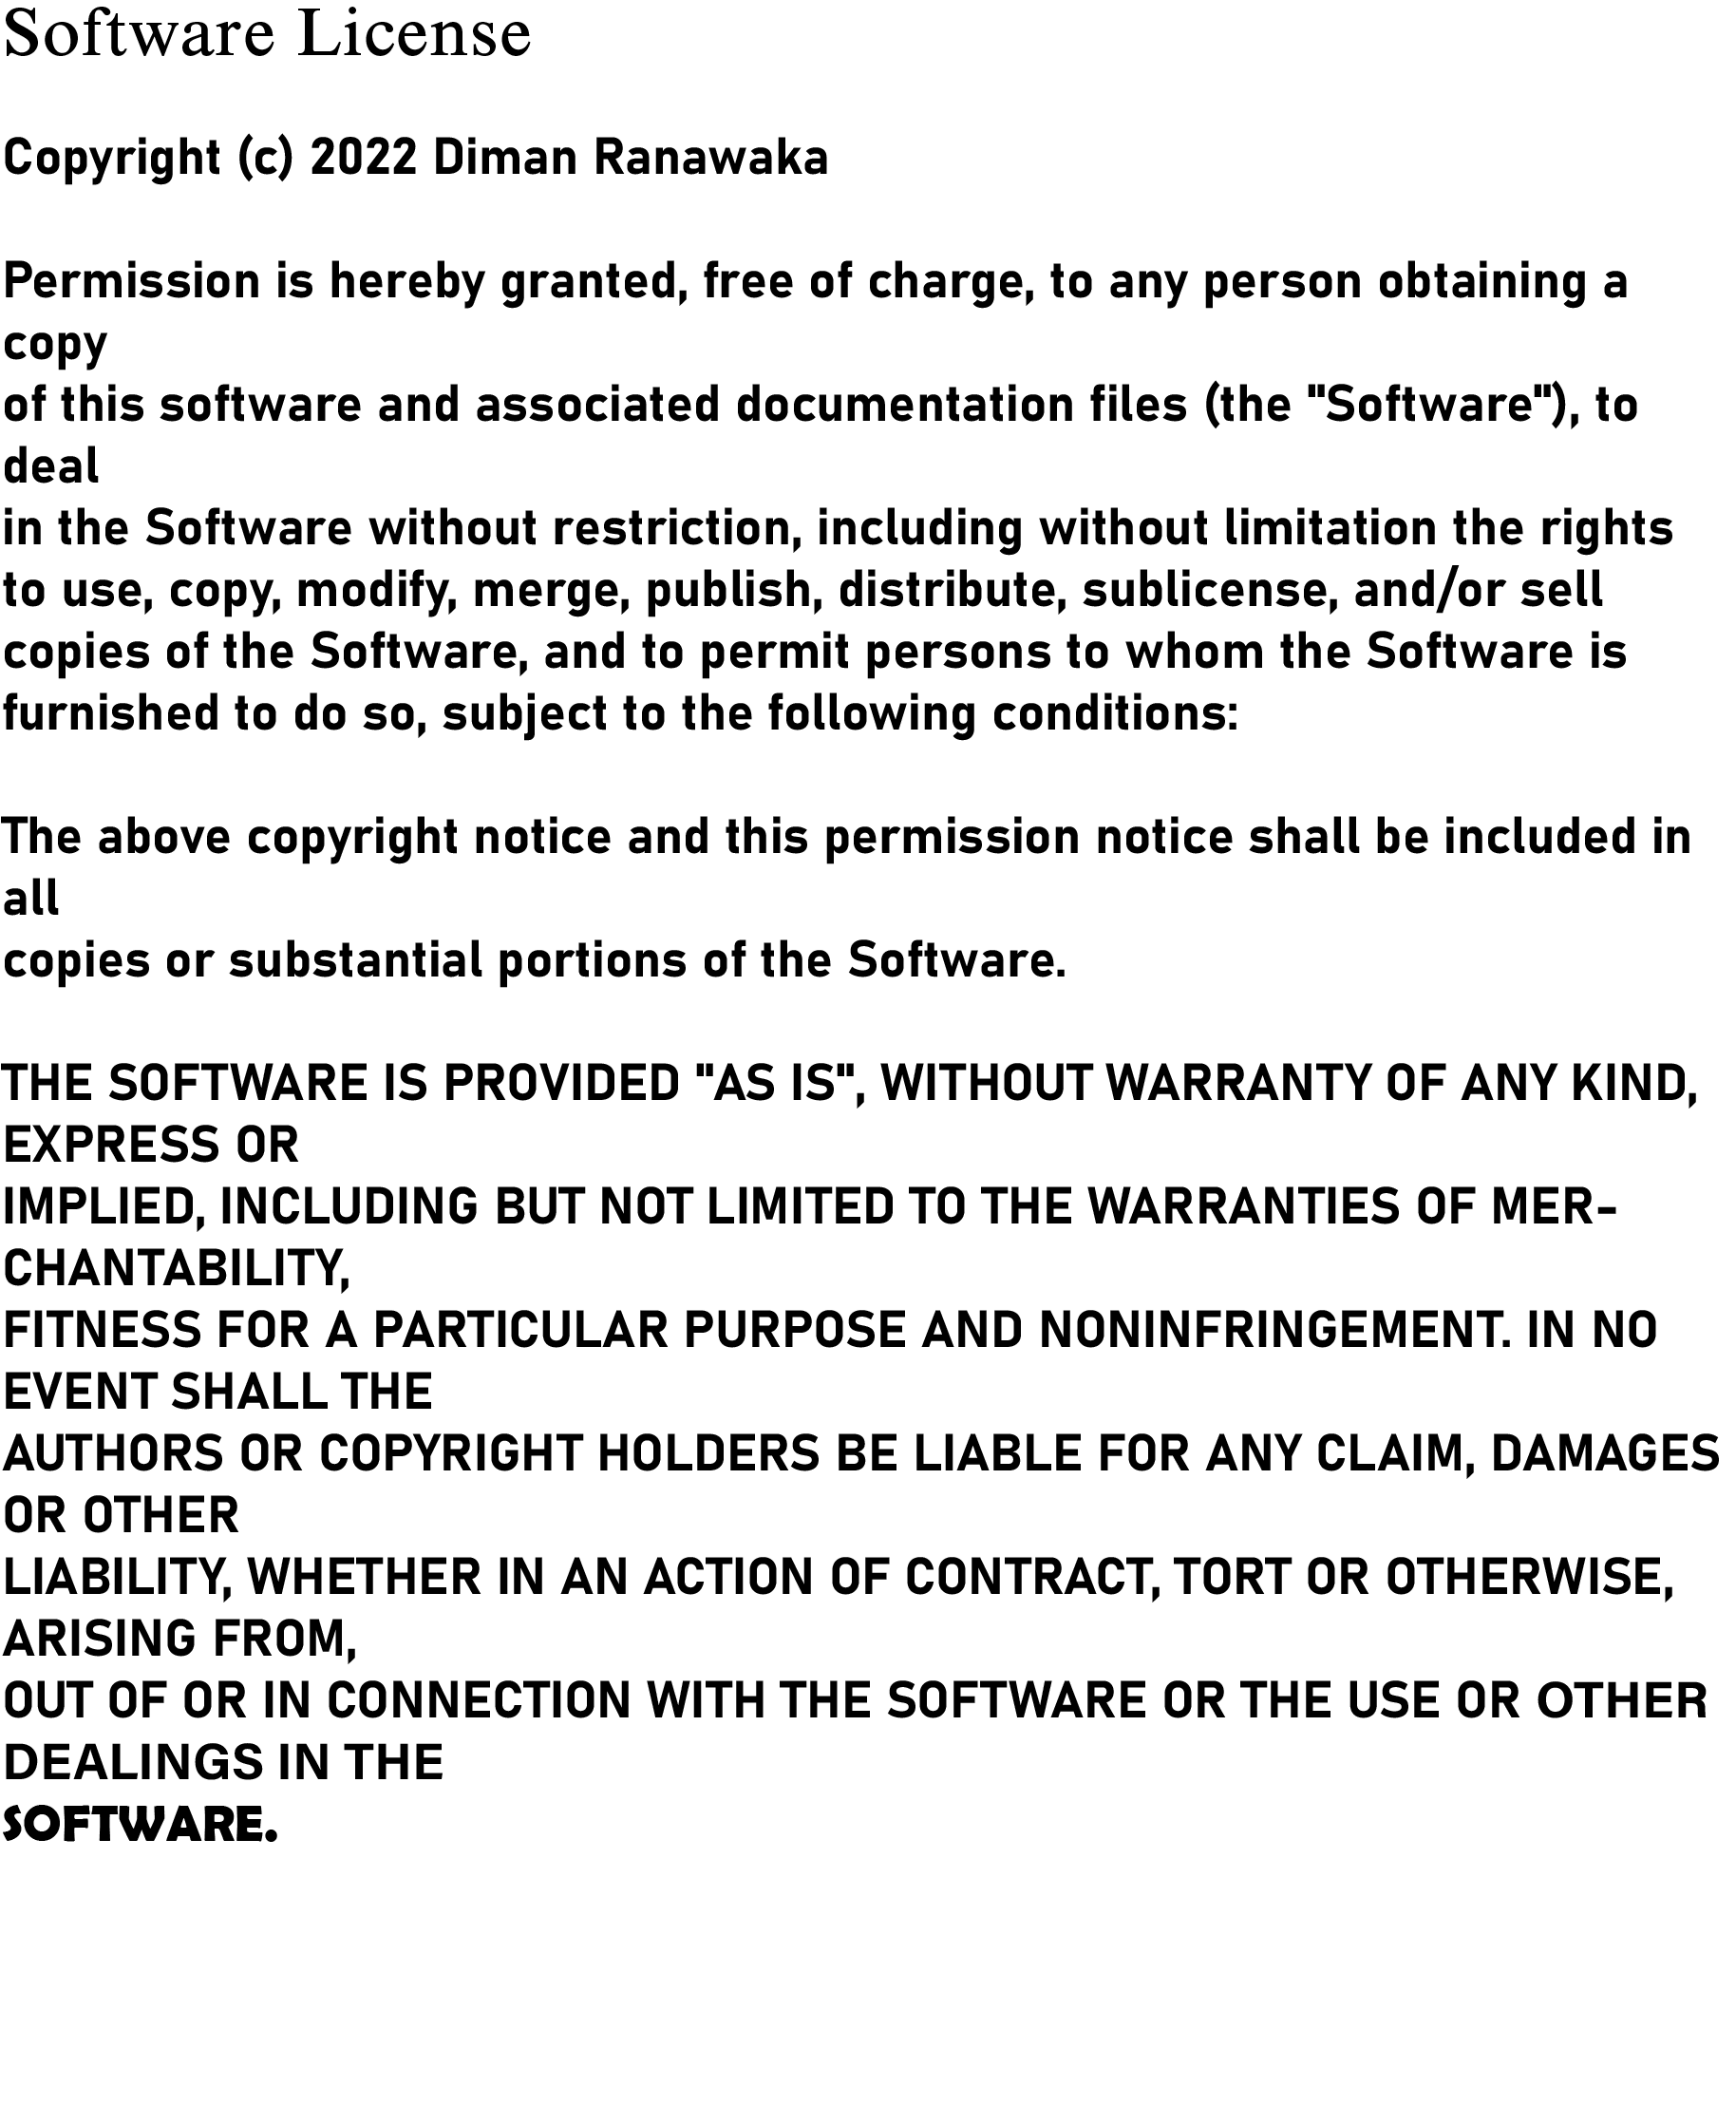 Software License
Copyright (c) 2022 Diman Ranawaka
Permission is hereby granted, free of charge, to any person obtaining a
copy
of this software and associated documentation files (the "Software"), to
deal
in the Software without restriction, including without limitation the rights
to use, copy, modify, merge, publish, distribute, sublicense, and/or sell
copies of the Software, and to permit persons to whom the Software is
furnished to do so, subject to the following conditions:
The above copyright notice and this permission notice shall be included in
all
copies or substantial portions of the Software.
THE SOFTWARE IS PROVIDED "AS IS", WITHOUT WARRANTY OF ANY KIND,
EXPRESS OR
IMPLIED, INCLUDING BUT NOT LIMITED TO THE WARRANTIES OF MER-
CHANTABILITY,
FITNESS FOR A PARTICULAR PURPOSE AND NONINFRINGEMENT. IN NO
EVENT SHALL THE
AUTHORS OR COPYRIGHT HOLDERS BE LIABLE FOR ANY CLAIM, DAMAGES
OR OTHER
LIABILITY, WHETHER IN AN ACTION OF CONTRACT, TORT OR OTHERWISE,
ARISING FROM,
OUT OF OR IN CONNECTION WITH THE SOFTWARE OR THE USE OR OTHER
DEALINGS IN THE
SOFTWARE.